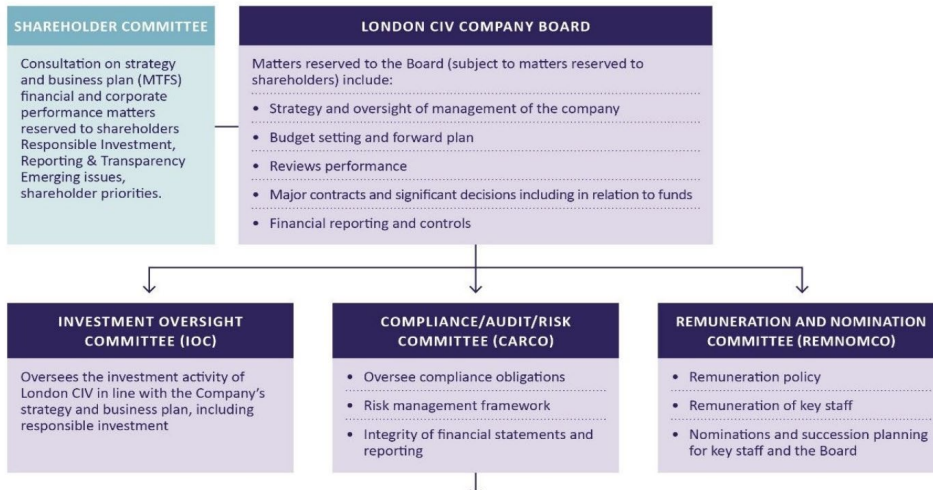 SHAREHOLDER COMMITTEE
Consultation on strategy
and business plan (MTFS)
financial and corporate
performance matters
reserved to shareholders
Responsible Investment,
Reporting & Transparency
Emerging issues,
shareholder priorities.
LONDON CIV COMPANY BOARD
Matters reserved to the Board (subject to matters reserved to
shareholders) include:
• Strategy and oversight of management of the company
• Budget setting and forward plan
• Reviews performance
• Major contracts and significant decisions including in relation to funds
• Financial reporting and controls
INVESTMENT OVERSIGHT
COMMITTEE (IOC)
Oversees the investment activity of
London CIV in line with the Company's
strategy and business plan, including
responsible investment
COMPLIANCE/AUDIT/RISK
COMMITTEE (CARCO)
• Oversee compliance obligations
• Risk management framework
• Integrity of financial statements and
reporting
REMUNERATION AND NOMINATION
COMMITTEE (REMNOMCO)
• Remuneration policy
• Remuneration of key staff
• Nominations and succession planning
for key staff and the Board